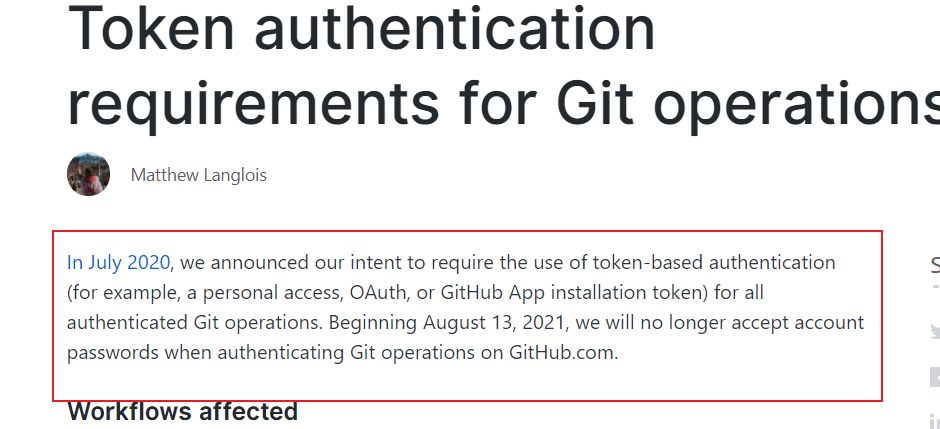 Token authentication
requirements for Git operations
Matthew Langlois
In July 2020, we announced our intent to require the use of token-based authentication
(for example, a personal access, OAuth, or GitHub App installation token) for all
authenticated Git operations. Beginning August 13, 2021, we will no longer accept account
passwords when authenticating Git operations on GitHub.com.
Workflows affected